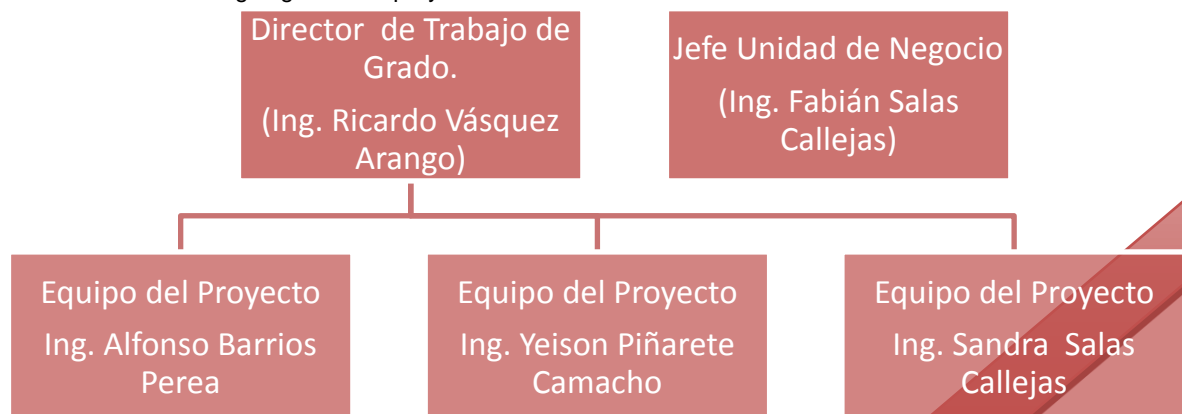 Director de Trabajo de
Grado.
(Ing. Ricardo Vásquez
Arango)
Jefe Unidad de Negocio
(Ing. Fabián Salas
Callejas)
Equipo del Proyecto
Ing. Alfonso Barrios
Perea
Equipo del Proyecto
Ing. Yeison Piñarete
Camacho
Equipo del Proyecto
Ing. Sandra Salas
Callejas